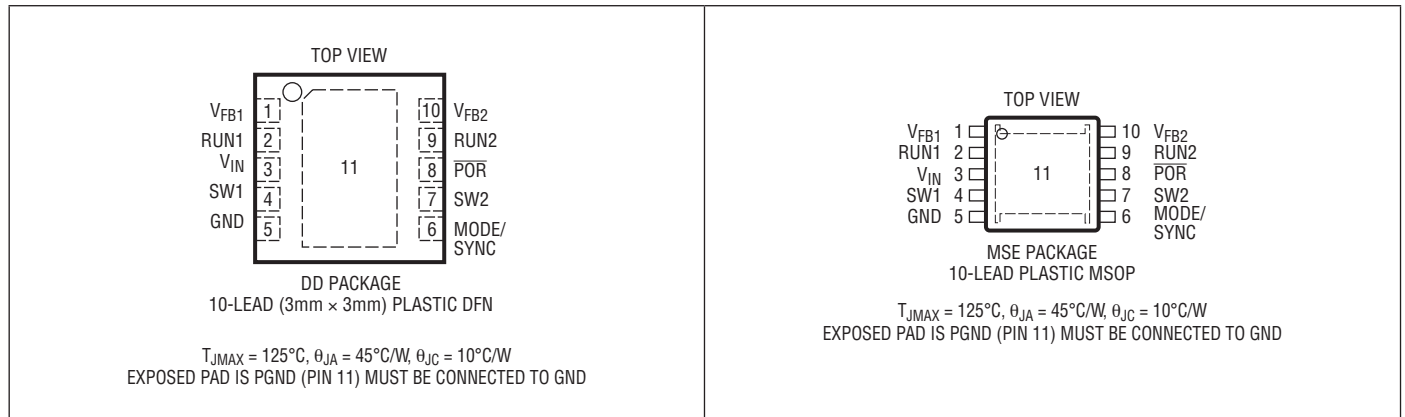 TOP VIEW
VFB1 1 10 VFB2
RUN1 2 9 RUN2
VIN 3 8 POR
SW1 4 11 7 SW2
GND 5 6 MODE/
SYNC
DD PACKAGE
10-LEAD (3mm × 3mm) PLASTIC DFN
TJMAX = 125°C, θJA = 45°C/W, θJC = 10°C/W
EXPOSED PAD IS PGND (PIN 11) MUST BE CONNECTED TO GND
TOP VIEW
VFB1 1 10 VFB2
RUN1 2 9 RUN2
VIN 3 11 8 POR
SW1 4 7 SW2
GND 5 6 MODE/
SYNC
MSE PACKAGE
10-LEAD PLASTIC MSOP
TJMAX = 125°C, θJA = 45°C/W, θJC = 10°C/W
EXPOSED PAD IS PGND (PIN 11) MUST BE CONNECTED TO GND